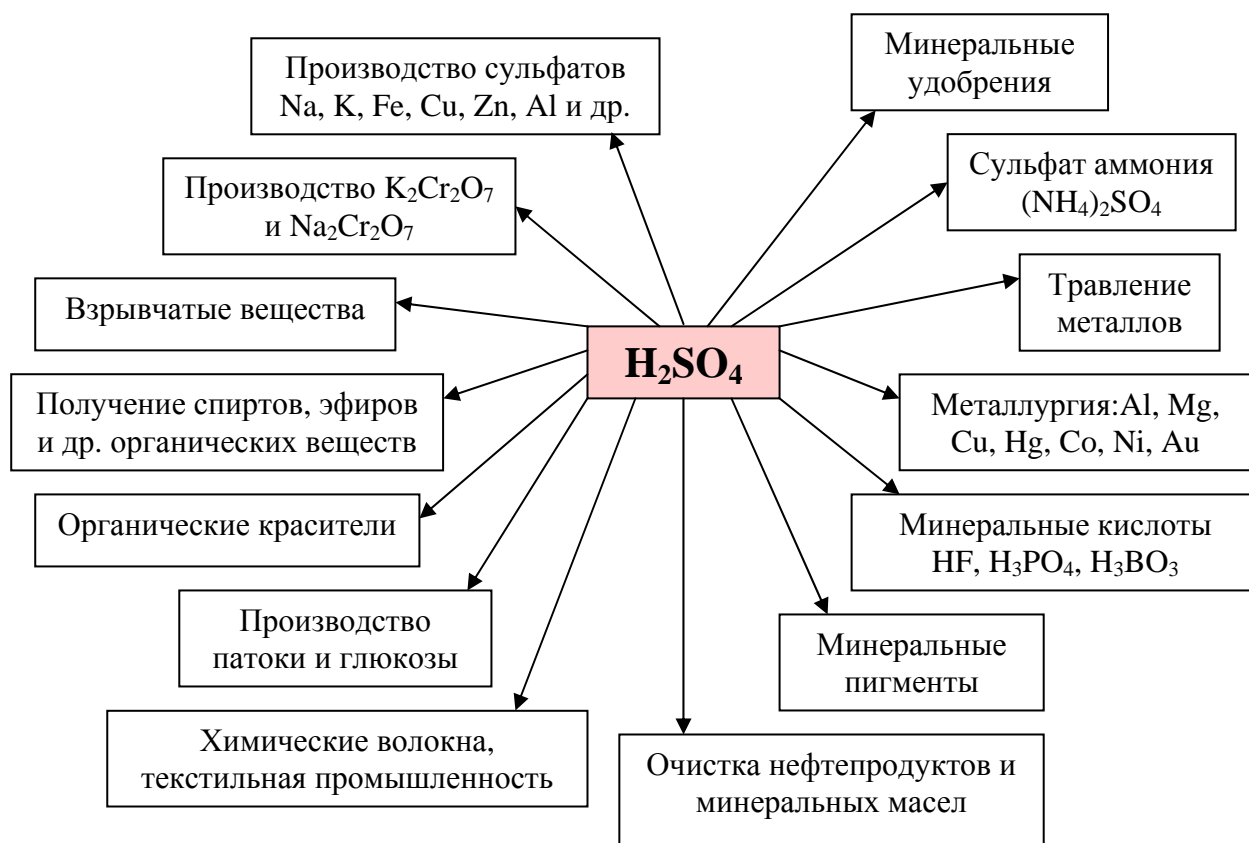 Производство сульфатов
Na, K, Fe, Cu, Zn, Al и др.
Минеральные
удобрения
Производство K₂Cr₂O₇
и Na₂Cr₂O₇
Сульфат аммония
(NH₄)₂SO₄
Взрывчатые вещества
Травление
металлов
H₂SO₄
Получение спиртов, эфиров
и др. органических веществ
Металлургия:Al, Mg,
Cu, Hg, Co, Ni, Au
Органические красители
Минеральные кислоты
HF, H₃PO₄, H₃BO₃
Производство
патоки и глюкозы
Минеральные
пигменты
Химические волокна,
текстильная промышленность
Очистка нефтепродуктов и
минеральных масел